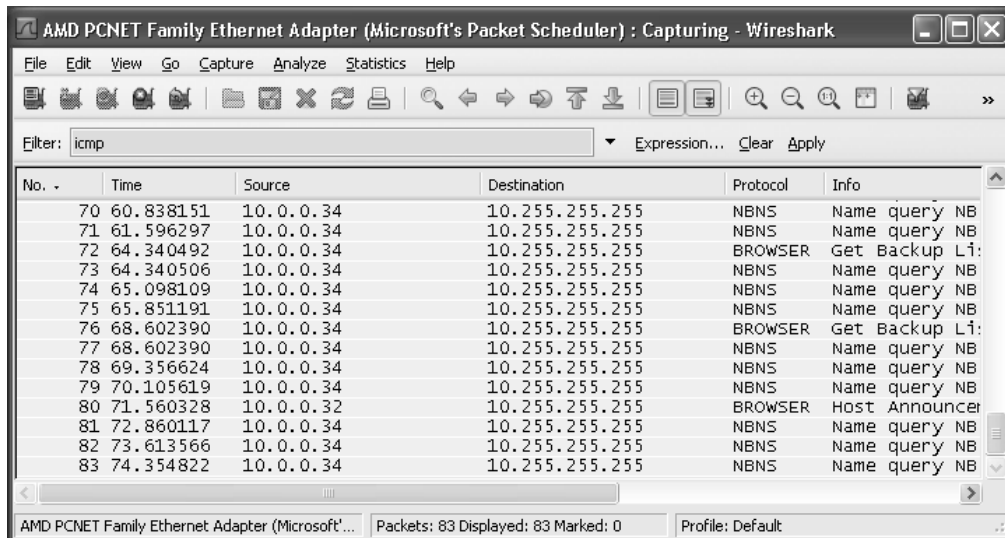 AMD PCNET Family Ethernet Adapter (Microsoft's Packet Scheduler) : Capturing - Wireshark
File Edit View Go Capture Analyze Statistics Help
Filter: icmp Expression... Clear Apply
No. Time Source Destination Protocol Info
70 60.838151 10.0.0.34 10.255.255.255 NBNS Name query NB
71 61.596297 10.0.0.34 10.255.255.255 NBNS Name query NB
72 64.340492 10.0.0.34 10.255.255.255 BROWSER Get Backup Li
73 64.340506 10.0.0.34 10.255.255.255 NBNS Name query NB
74 65.098109 10.0.0.34 10.255.255.255 NBNS Name query NB
75 65.851191 10.0.0.34 10.255.255.255 NBNS Name query NB
76 68.602390 10.0.0.34 10.255.255.255 BROWSER Get Backup Li
77 68.602390 10.0.0.34 10.255.255.255 NBNS Name query NB
78 69.356624 10.0.0.34 10.255.255.255 NBNS Name query NB
79 70.105619 10.0.0.34 10.255.255.255 NBNS Name query NB
80 71.560328 10.0.0.32 10.255.255.255 BROWSER Host Announcem
81 72.860117 10.0.0.34 10.255.255.255 NBNS Name query NB
82 73.613566 10.0.0.34 10.255.255.255 NBNS Name query NB
83 74.354822 10.0.0.34 10.255.255.255 NBNS Name query NB
AMD PCNET Family Ethernet Adapter (Microsoft'... Packets: 83 Displayed: 83 Marked: 0 Profile: Default